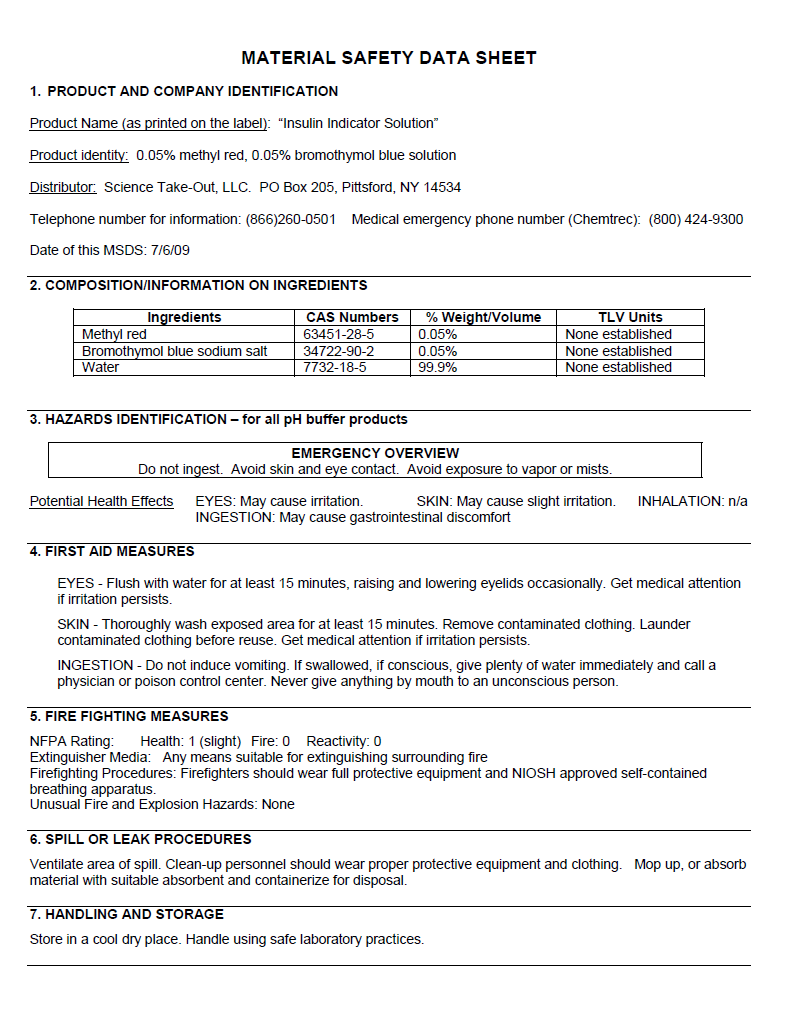 MATERIAL SAFETY DATA SHEET
1. PRODUCT AND COMPANY IDENTIFICATION
Product Name (as printed on the label): “Insulin Indicator Solution”
Product identity: 0.05% methyl red, 0.05% bromothymol blue solution
Distributor: Science Take-Out, LLC. PO Box 205, Pittsford, NY 14534
Telephone number for information: (866)260-0501 Medical emergency phone number (Chemtrec): (800) 424-9300
Date of this MSDS: 7/6/09
2. COMPOSITION/INFORMATION ON INGREDIENTS
Ingredients CAS Numbers % Weight/Volume TLV Units
Methyl red 63451-28-5 0.05% None established
Bromothymol blue sodium salt 34722-90-2 0.05% None established
Water 7732-18-5 99.9% None established
3. HAZARDS IDENTIFICATION – for all pH buffer products
EMERGENCY OVERVIEW
Do not ingest. Avoid skin and eye contact. Avoid exposure to vapor or mists.
Potential Health Effects EYES: May cause irritation. SKIN: May cause slight irritation. INHALATION: n/a
INGESTION: May cause gastrointestinal discomfort
4. FIRST AID MEASURES
EYES - Flush with water for at least 15 minutes, raising and lowering eyelids occasionally. Get medical attention
if irritation persists.
SKIN - Thoroughly wash exposed area for at least 15 minutes. Remove contaminated clothing. Launder
contaminated clothing before reuse. Get medical attention if irritation persists.
INGESTION - Do not induce vomiting. If swallowed, if conscious, give plenty of water immediately and call a
physician or poison control center. Never give anything by mouth to an unconscious person.
5. FIRE FIGHTING MEASURES
NFPA Rating: Health: 1 (slight) Fire: 0 Reactivity: 0
Extinguisher Media: Any means suitable for extinguishing surrounding fire
Firefighting Procedures: Firefighters should wear full protective equipment and NIOSH approved self-contained
breathing apparatus.
Unusual Fire and Explosion Hazards: None
6. SPILL OR LEAK PROCEDURES
Ventilate area of spill. Clean-up personnel should wear proper protective equipment and clothing. Mop up, or absorb
material with suitable absorbent and containerize for disposal.
7. HANDLING AND STORAGE
Store in a cool dry place. Handle using safe laboratory practices.